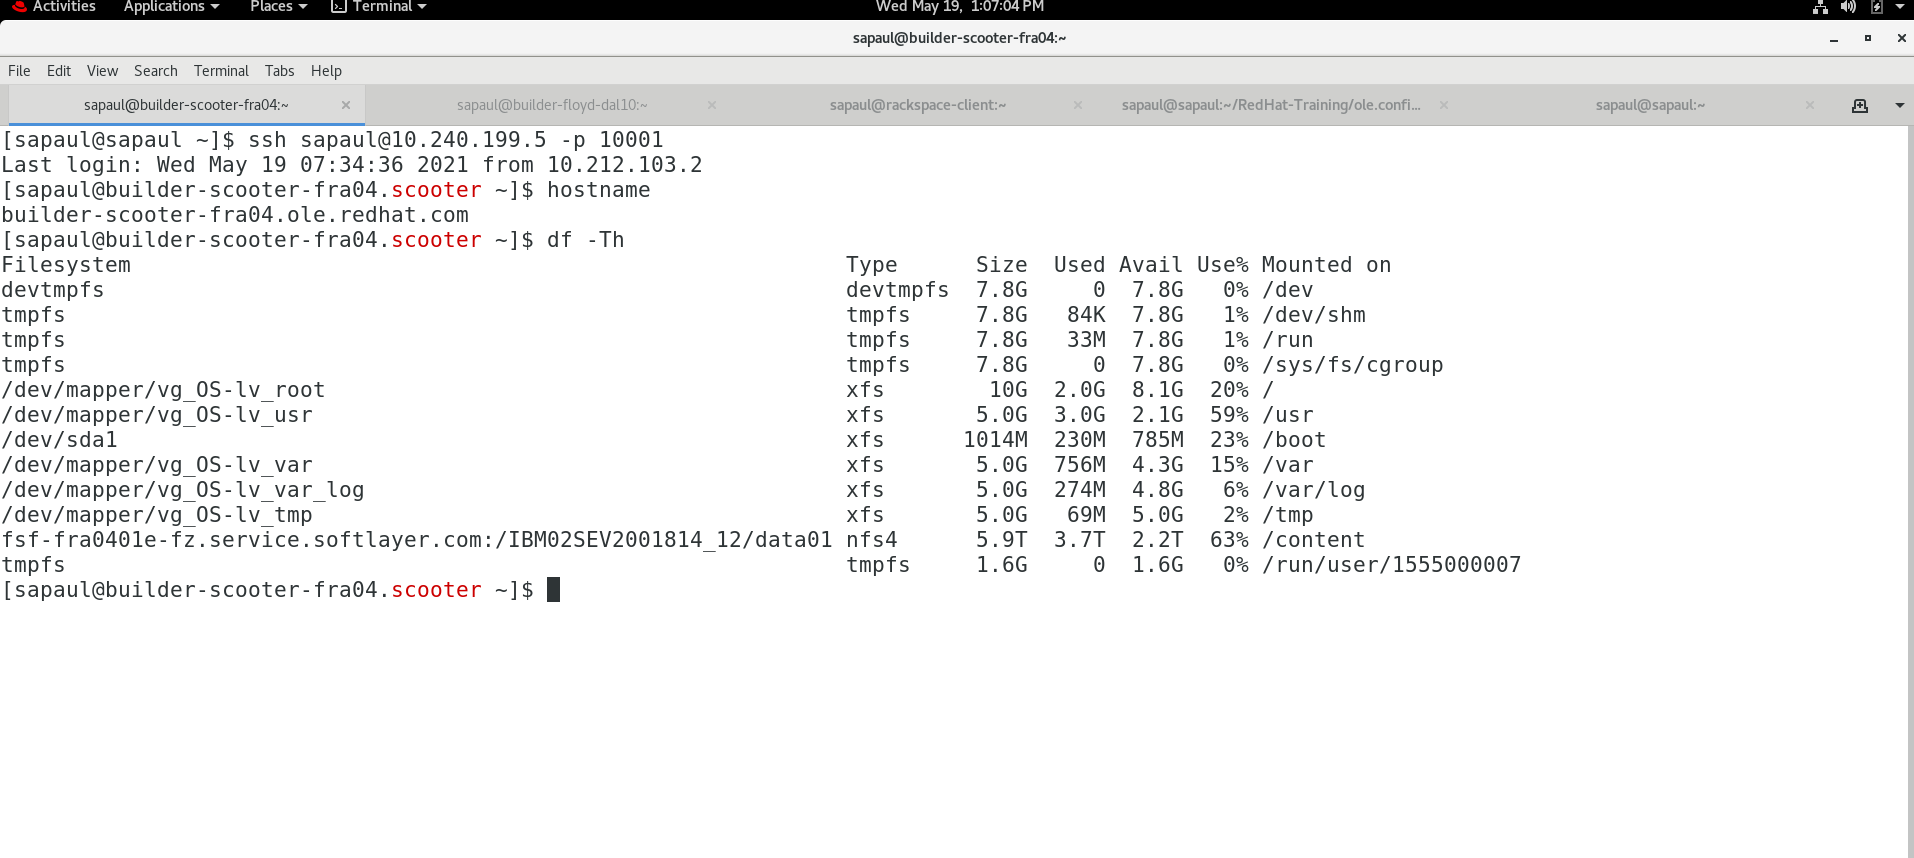 Activities Applications Places Terminal Wed May 19, 1:07:04 PM
sapaul@builder-scooter-fra04:~
File Edit View Search Terminal Tabs Help
sapaul@builder-scooter-fra04:~ sapaul@builder-floyd-dal10:~ sapaul@rackspace-client:~ sapaul@sapaul:~/RedHat-Training/ole.confi... sapaul@sapaul:~
[sapaul@sapaul ~]$ ssh sapaul@10.240.199.5 -p 10001
Last login: Wed May 19 07:34:36 2021 from 10.212.103.2
[sapaul@builder-scooter-fra04.scooter ~]$ hostname
builder-scooter-fra04.ole.redhat.com
[sapaul@builder-scooter-fra04.scooter ~]$ df -Th
Filesystem Type Size Used Avail Use% Mounted on
devtmpfs devtmpfs 7.8G 0 7.8G 0% /dev
tmpfs tmpfs 7.8G 84K 7.8G 1% /dev/shm
tmpfs tmpfs 7.8G 33M 7.8G 1% /run
tmpfs tmpfs 7.8G 0 7.8G 0% /sys/fs/cgroup
/dev/mapper/vg_OS-lv_root xfs 10G 2.0G 8.1G 20% /
/dev/mapper/vg_OS-lv_usr xfs 5.0G 3.0G 2.1G 59% /usr
/dev/sda1 xfs 1014M 230M 785M 23% /boot
/dev/mapper/vg_OS-lv_var xfs 5.0G 756M 4.3G 15% /var
/dev/mapper/vg_OS-lv_var_log xfs 5.0G 274M 4.8G 6% /var/log
/dev/mapper/vg_OS-lv_tmp xfs 5.0G 69M 5.0G 2% /tmp
fsf-fra0401e-fz.service.softlayer.com:/IBM02SEV2001814_12/data01 nfs4 5.9T 3.7T 2.2T 63% /content
tmpfs tmpfs 1.6G 0 1.6G 0% /run/user/1555000007
[sapaul@builder-scooter-fra04.scooter ~]$